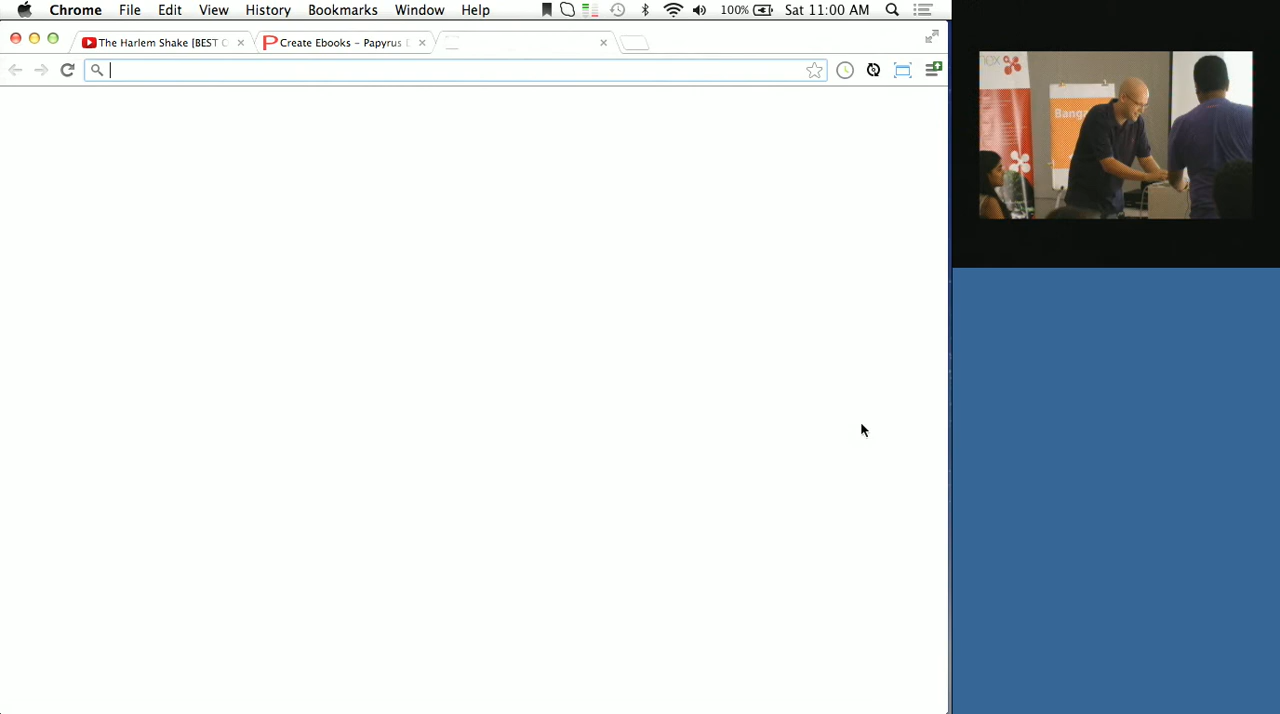 Chrome File Edit View History Bookmarks Window Help 100% Sat 11:00 AM
The Harlem Shake [BEST Create Ebooks – Papyrus
Banga